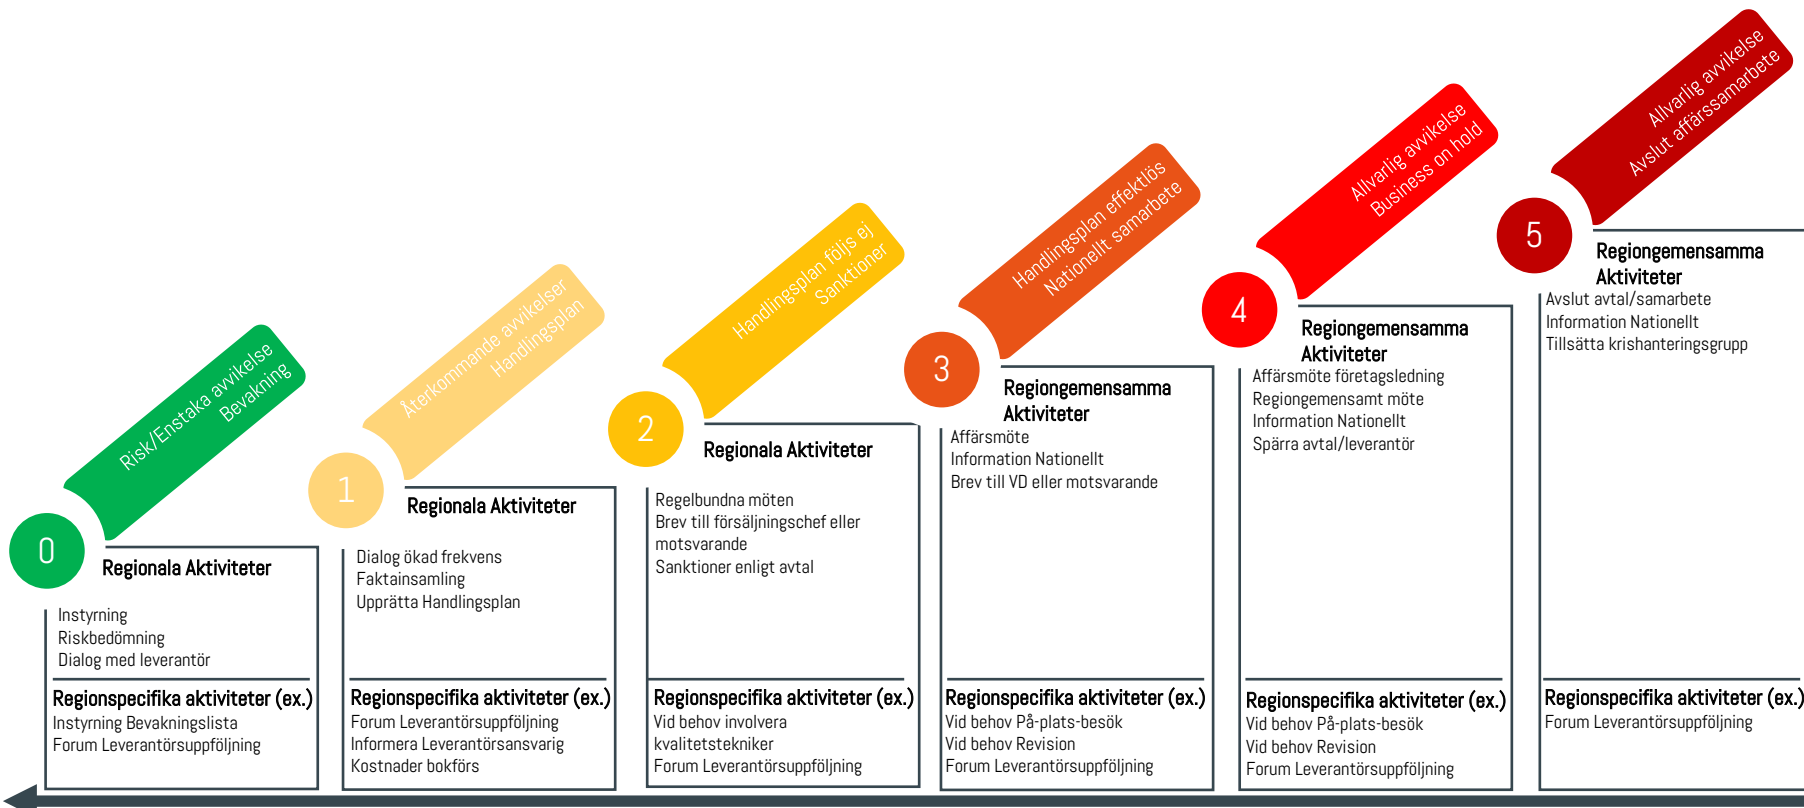 0
Risk/Enstaka avvikelse
Bevakning
Regionala Aktiviteter
Instyrning
Riskbedömning
Dialog med leverantör
Regionspecifika aktiviteter (ex.)
Instyrning Bevakningslista
Forum Leverantörsuppföljning
1
Återkommande avvikelser
Handlingsplan
Regionala Aktiviteter
Dialog ökad frekvens
Faktainsamling
Upprätta Handlingsplan
Regionspecifika aktiviteter (ex.)
Forum Leverantörsuppföljning
Informera Leverantörsansvarig
Kostnader bokförs
2
Handlingsplan följs ej
Sanktioner
Regionala Aktiviteter
Regelbundna möten
Brev till försäljningschef eller
motsvarande
Sanktioner enligt avtal
Regionspecifika aktiviteter (ex.)
Vid behov involvera
kvalitetstekniker
Forum Leverantörsuppföljning
3
Handlingsplan effektlös
Nationellt samarbete
Regiongemensamma
Aktiviteter
Affärsmöte
Information Nationellt
Brev till VD eller motsvarande
Regionspecifika aktiviteter (ex.)
Vid behov På-plats-besök
Vid behov Revision
Forum Leverantörsuppföljning
4
Allvarlig avvikelse
Business on hold
Regiongemensamma
Aktiviteter
Affärsmöte företagsledning
Regiongemensamt möte
Information Nationellt
Spärra avtal/leverantör
Regionspecifika aktiviteter (ex.)
Vid behov På-plats-besök
Vid behov Revision
Forum Leverantörsuppföljning
5
Allvarlig avvikelse
Avslut affärssamarbete
Regiongemensamma
Aktiviteter
Avslut avtal/samarbete
Information Nationellt
Tillsätta krishanteringsgrupp
Regionspecifika aktiviteter (ex.)
Forum Leverantörsuppföljning